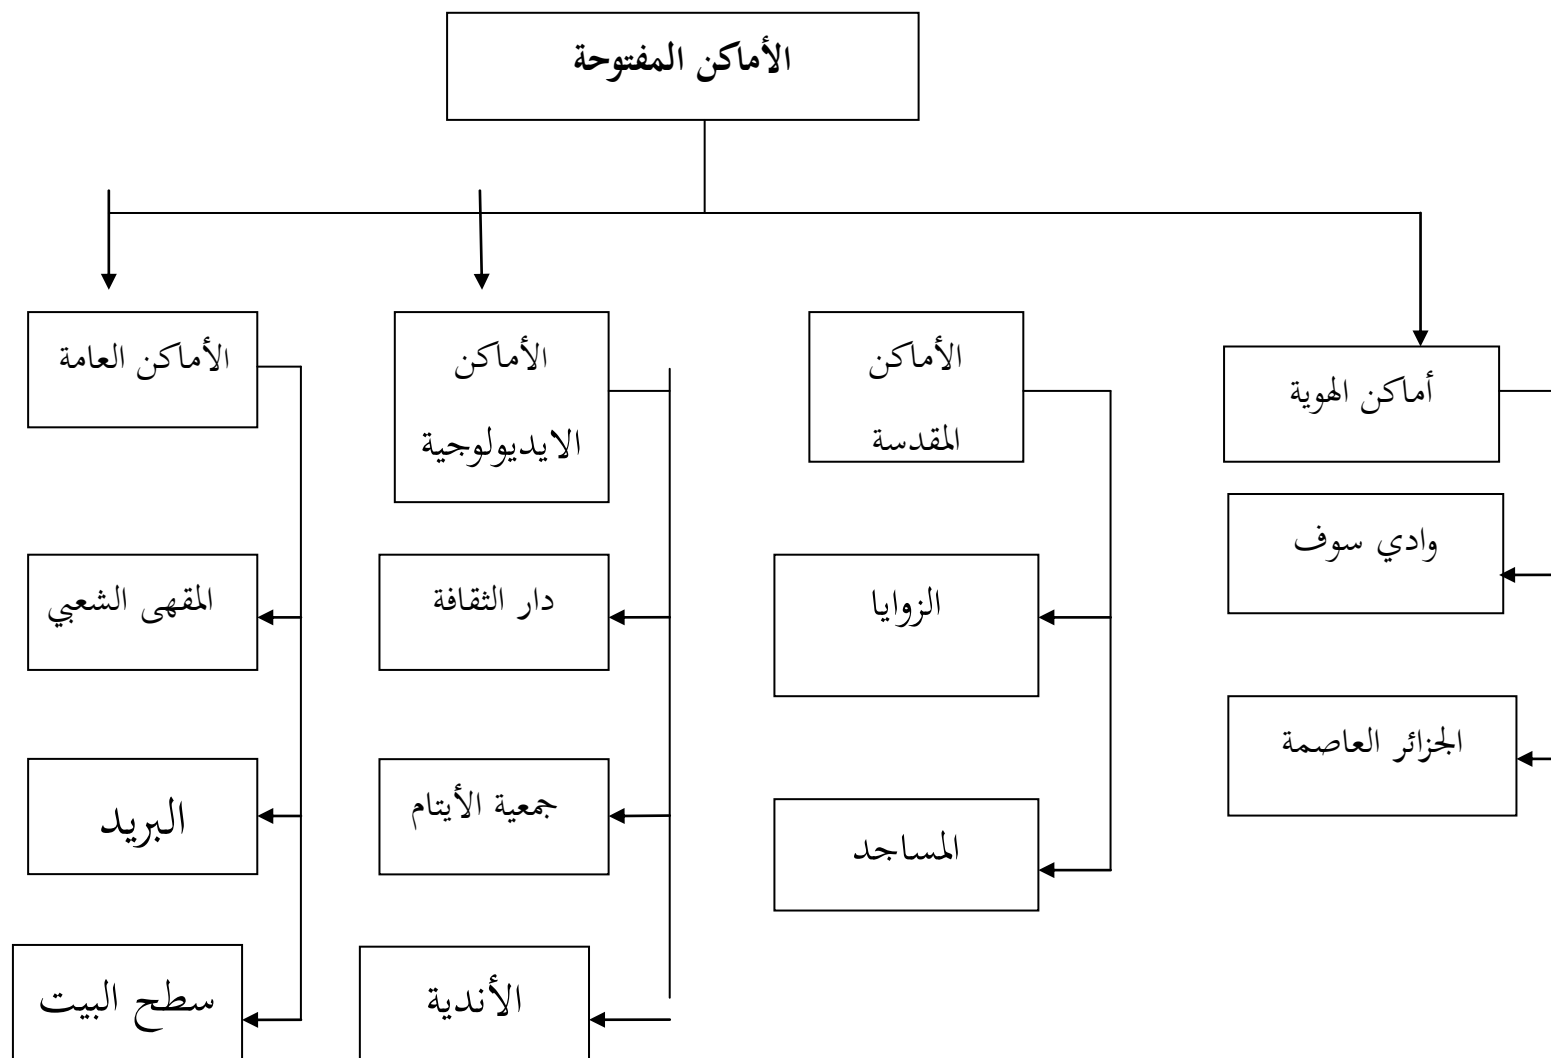 الأماكن المفتوحة
أماكن الهوية
وادي سوف
الجزائر العاصمة
الأماكن
المقدسة
الزوايا
المساجد
الأماكن
الايديولوجية
دار الثقافة
جمعية الأيتام
الأندية
الأماكن العامة
المقهى الشعبي
البريد
سطح البيت